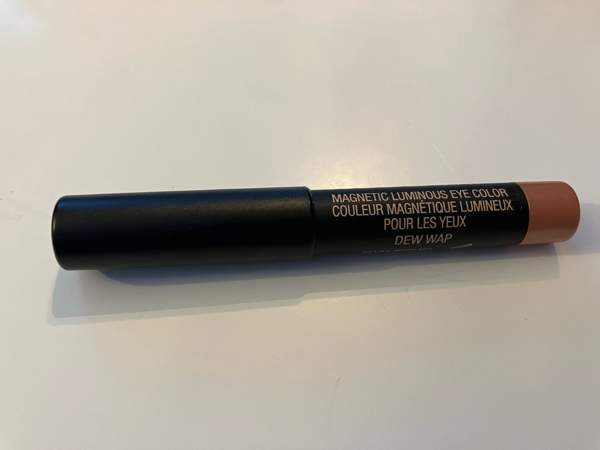 MAGNETIC LUMINOUS EYE COLOR
COULEUR MAGNÉTIQUE LUMINEUX
POUR LES YEUX
DEW WAP